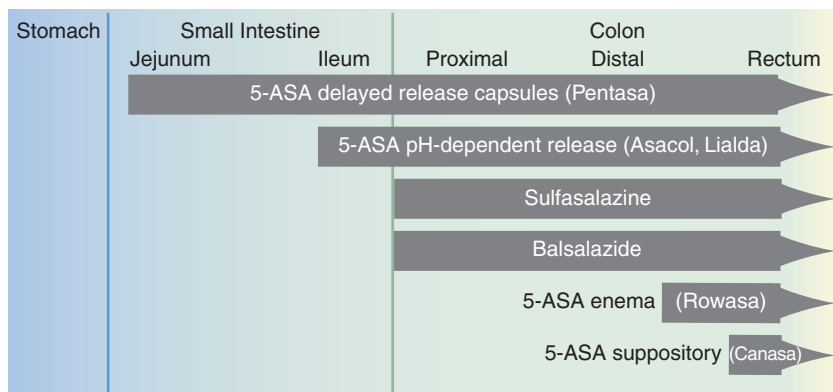 Stomach Small Intestine Colon
Jejunum Ileum Proximal Distal Rectum
5-ASA delayed release capsules (Pentasa)
5-ASA pH-dependent release (Asacol, Lialda)
Sulfasalazine
Balsalazide
5-ASA enema (Rowasa)
5-ASA suppository (Canasa)